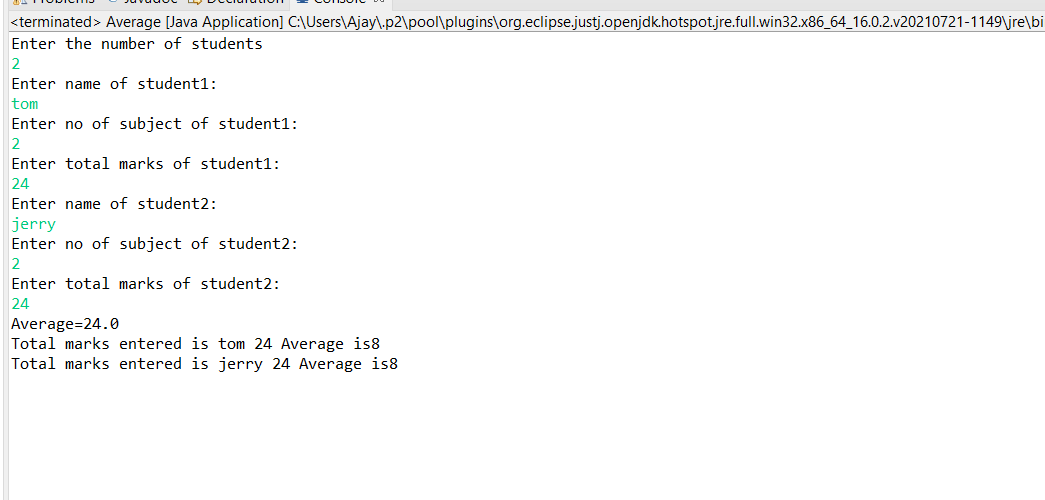 Problems Javadoc Declaration Console
<terminated> Average [Java Application] C:\Users\Ajay\.p2\pool\plugins\org.eclipse.justj.openjdk.hotspot.jre.full.win32.x86_64_16.0.2.v20210721-1149\jre\bi
Enter the number of students
2
Enter name of student1:
tom
Enter no of subject of student1:
2
Enter total marks of student1:
24
Enter name of student2:
jerry
Enter no of subject of student2:
2
Enter total marks of student2:
24
Average=24.0
Total marks entered is tom 24 Average is8
Total marks entered is jerry 24 Average is8